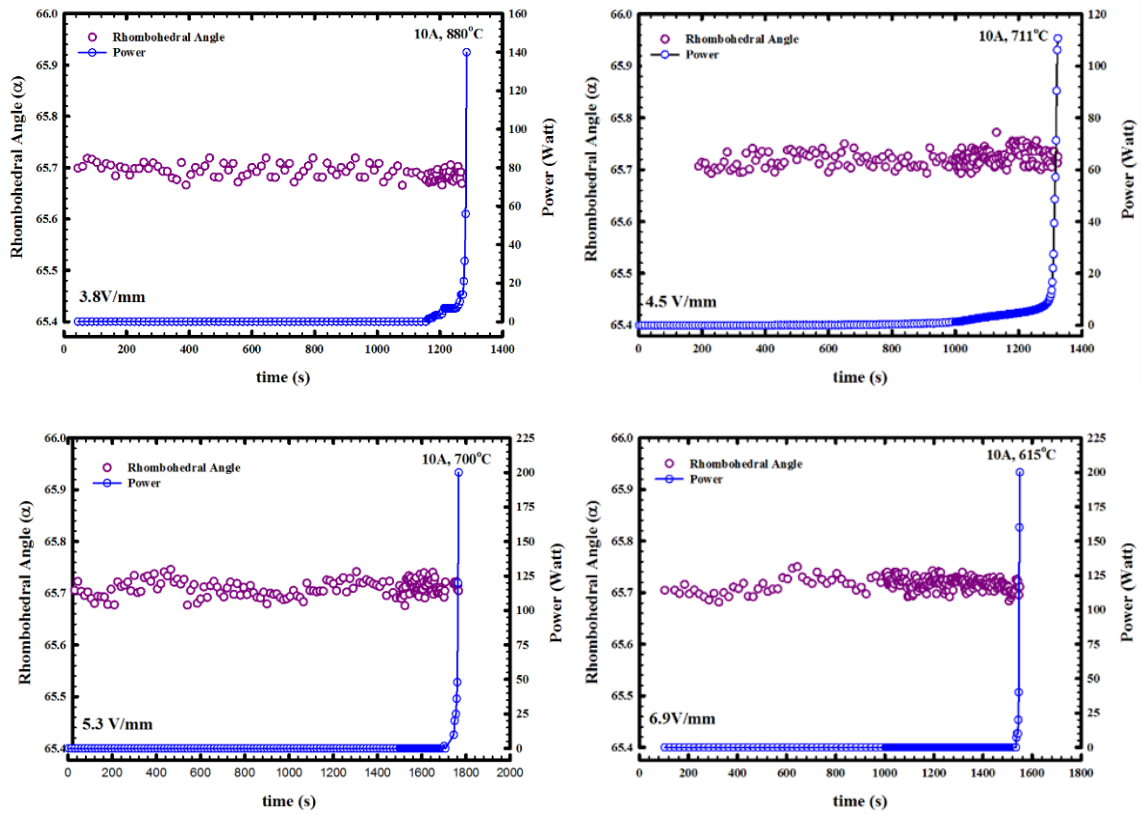 66.0
65.9
65.8
65.7
65.6
65.5
65.4
Rhombohedral Angle (α)
Rhombohedral Angle
Power
10A, 880°C
3.8V/mm
160
140
120
100
80
60
40
20
0
Power (Watt)
0 200 400 600 800 1000 1200 1400
time (s)
66.0
65.9
65.8
65.7
65.6
65.5
65.4
Rhombohedral Angle (α)
Rhombohedral Angle
Power
10A, 711°C
4.5 V/mm
120
100
80
60
40
20
0
Power (Watt)
0 200 400 600 800 1000 1200 1400
time (s)
66.0
65.9
65.8
65.7
65.6
65.5
65.4
Rhombohedral Angle (α)
Rhombohedral Angle
Power
10A, 700°C
5.3 V/mm
225
200
175
150
125
100
75
50
25
0
Power (Watt)
0 200 400 600 800 1000 1200 1400 1600 1800 2000
time (s)
66.0
65.9
65.8
65.7
65.6
65.5
65.4
Rhombohedral Angle (α)
Rhombohedral Angle
Power
10A, 615°C
6.9V/mm
225
200
175
150
125
100
75
50
25
0
Power (Watt)
0 200 400 600 800 1000 1200 1400 1600 1800
time (s)